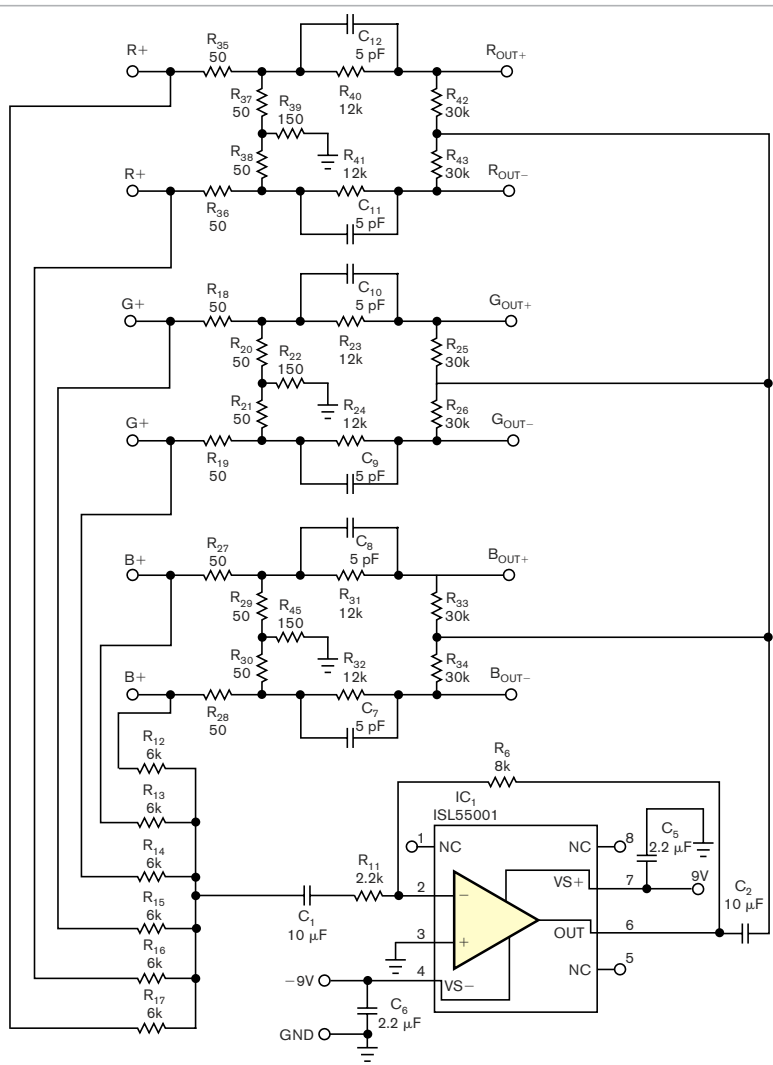 R+
R35
50
C12
5 pF
ROUT+
R37
50
R39
150
R40
12k
R42
30k
R38
50
R41
12k
R43
30k
R+
R36
50
C11
5 pF
ROUT−
G+
R18
50
C10
5 pF
GOUT+
R20
50
R22
150
R23
12k
R25
30k
R21
50
R24
12k
R26
30k
G+
R19
50
C9
5 pF
GOUT−
B+
R27
50
C8
5 pF
BOUT+
R29
50
R45
150
R31
12k
R33
30k
R30
50
R32
12k
R34
30k
B+
R28
50
C7
5 pF
BOUT−
R12
6k
R13
6k
R14
6k
R15
6k
R16
6k
R17
6k
C1
10 µF
R11
2.2k
R6
8k
IC1
ISL55001
1
NC
NC
8
C5
2.2 µF
2
−
VS+
7
9V
C2
10 µF
3
+
OUT
6
−9V
4
VS−
NC
5
C6
2.2 µF
GND